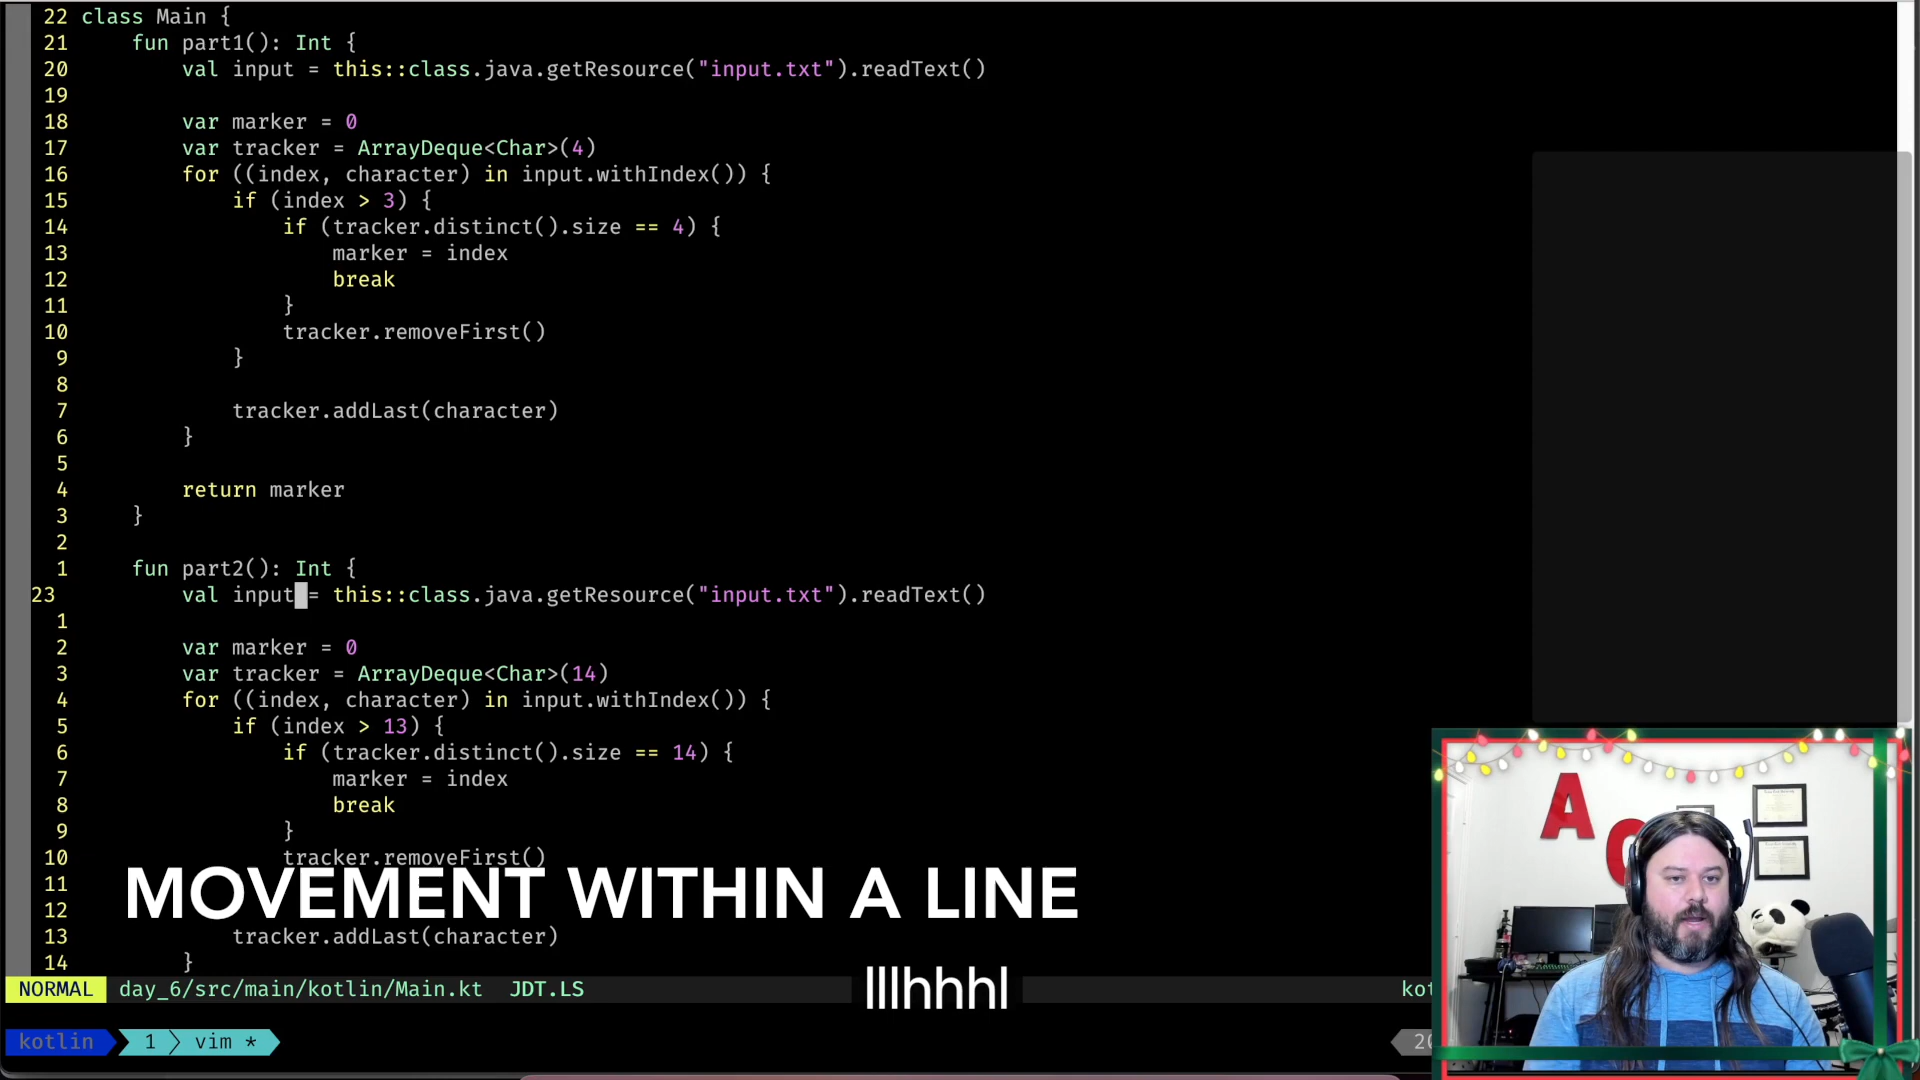 22 class Main {
21     fun part1(): Int {
20         val input = this::class.java.getResource("input.txt").readText()
19
18         var marker = 0
17         var tracker = ArrayDeque<Char>(4)
16         for ((index, character) in input.withIndex()) {
15             if (index > 3) {
14                 if (tracker.distinct().size == 4) {
13                     marker = index
12                     break
11                 }
10                 tracker.removeFirst()
9             }
8
7             tracker.addLast(character)
6         }
5
4         return marker
3     }
2
1     fun part2(): Int {
23         val input = this::class.java.getResource("input.txt").readText()
1
2         var marker = 0
3         var tracker = ArrayDeque<Char>(14)
4         for ((index, character) in input.withIndex()) {
5             if (index > 13) {
6                 if (tracker.distinct().size == 14) {
7                     marker = index
8                     break
9                 }
10                 tracker.removeFirst()
11
MOVEMENT WITHIN A LINE
12
13             tracker.addLast(character)
14         }
NORMAL day_6/src/main/kotlin/Main.kt JDT.LS
lllhhhl
kot
kotlin 1 vim *
20
A